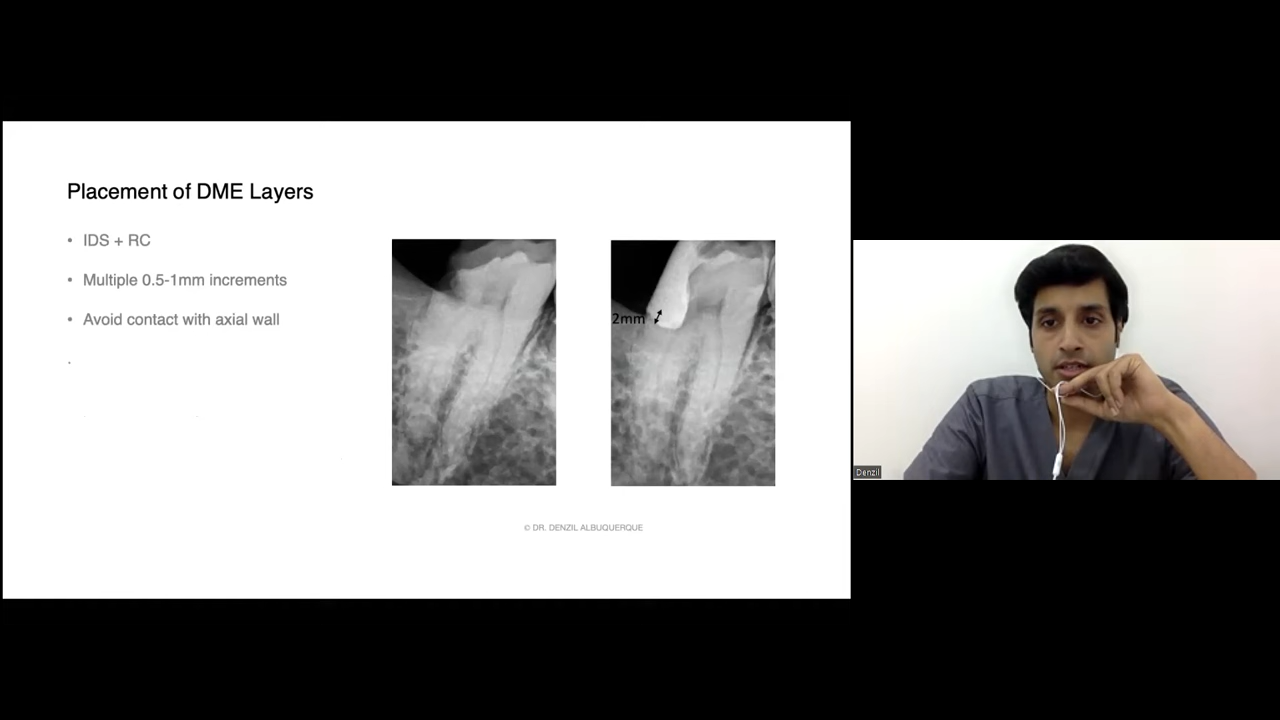 Placement of DME Layers
• IDS + RC
• Multiple 0.5-1mm increments
• Avoid contact with axial wall
2mm
© DR. DENZIL ALBUQUERQUE
Denzil